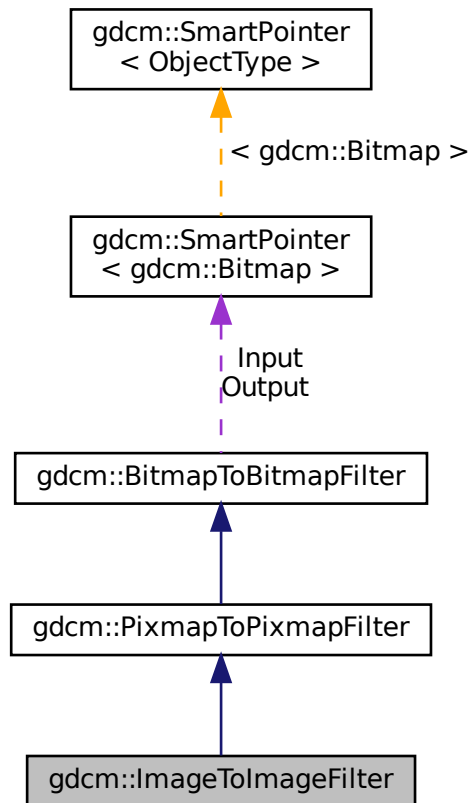 gdcm::SmartPointer
< ObjectType >
< gdcm::Bitmap >
gdcm::SmartPointer
< gdcm::Bitmap >
Input
Output
gdcm::BitmapToBitmapFilter
gdcm::PixmapToPixmapFilter
gdcm::ImageToImageFilter